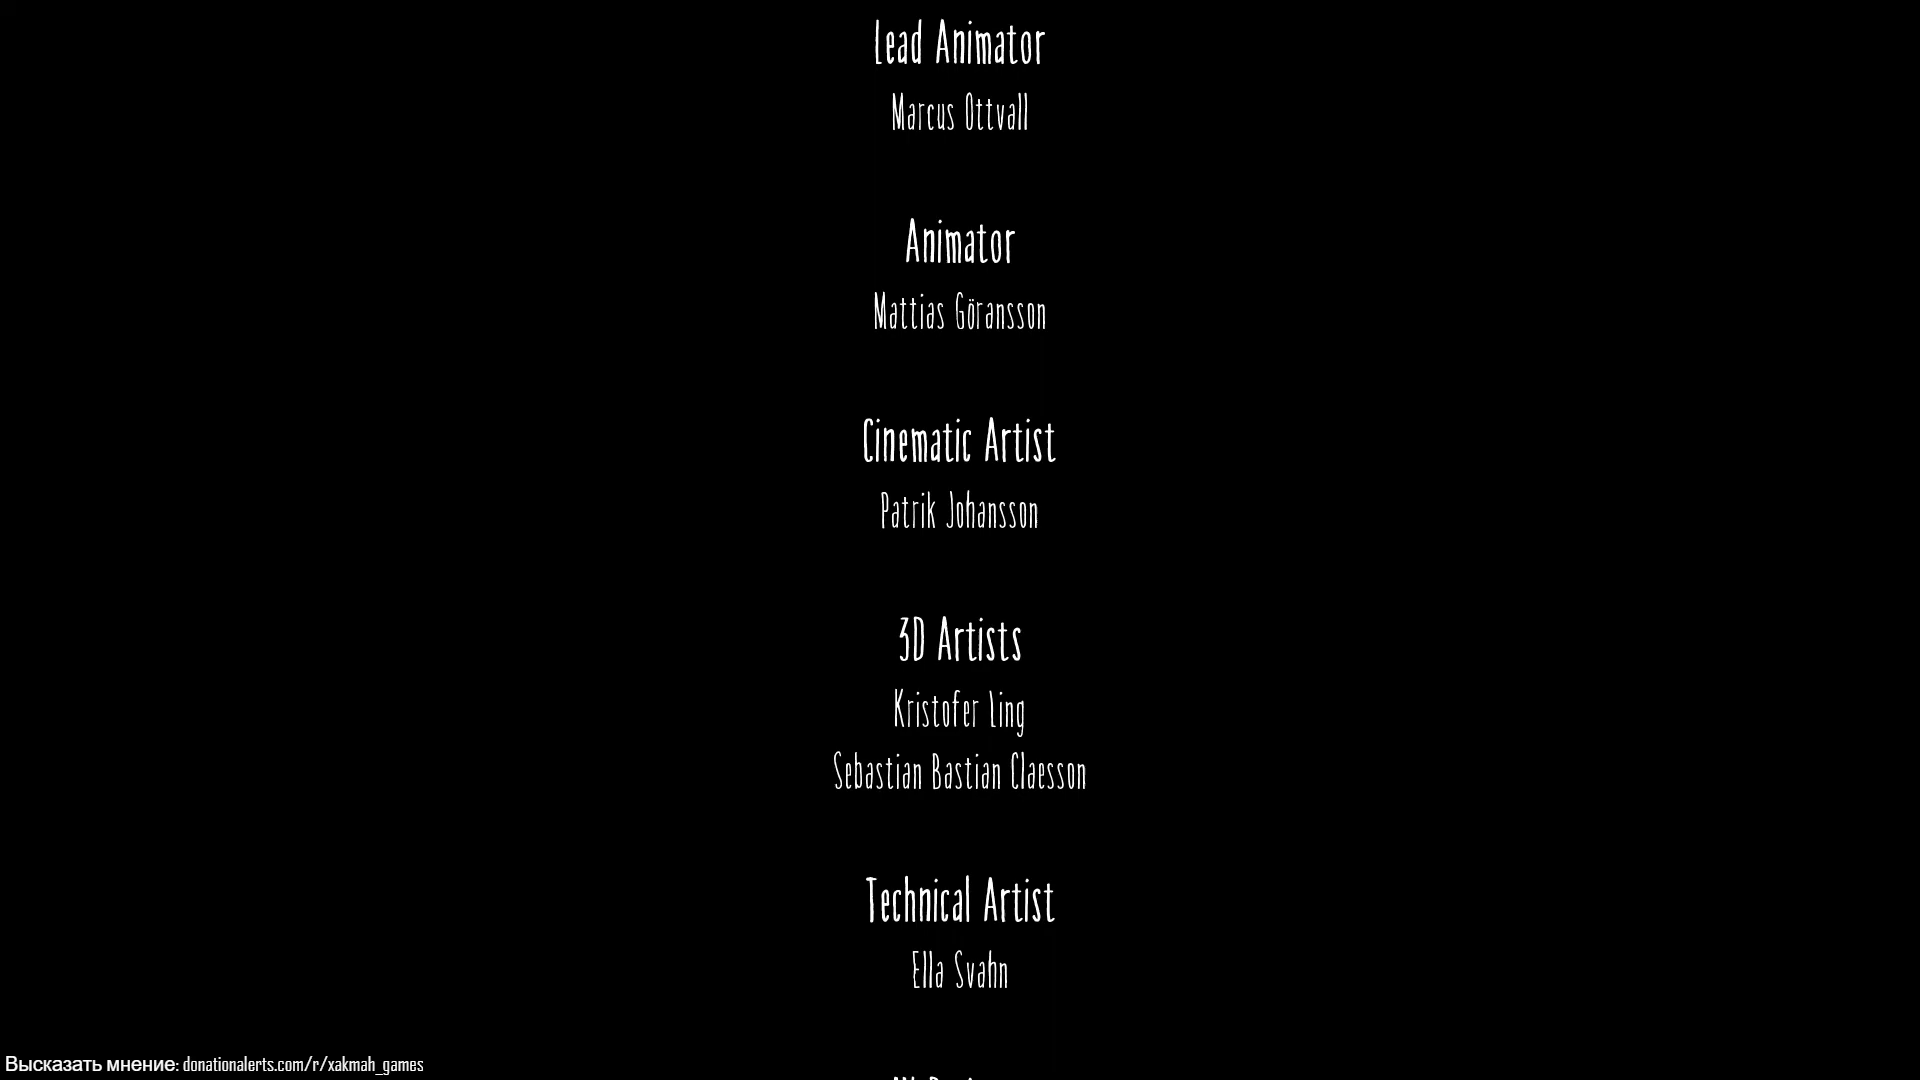 Lead Animator
Marcus Ottvall
Animator
Mattias Göransson
Cinematic Artist
Patrik Johansson
3D Artists
Kristofer Ling
Sebastian Bastian Claesson
Technical Artist
Ella Svahn
Высказать мнение: donationalerts.com/r/xakmah_games